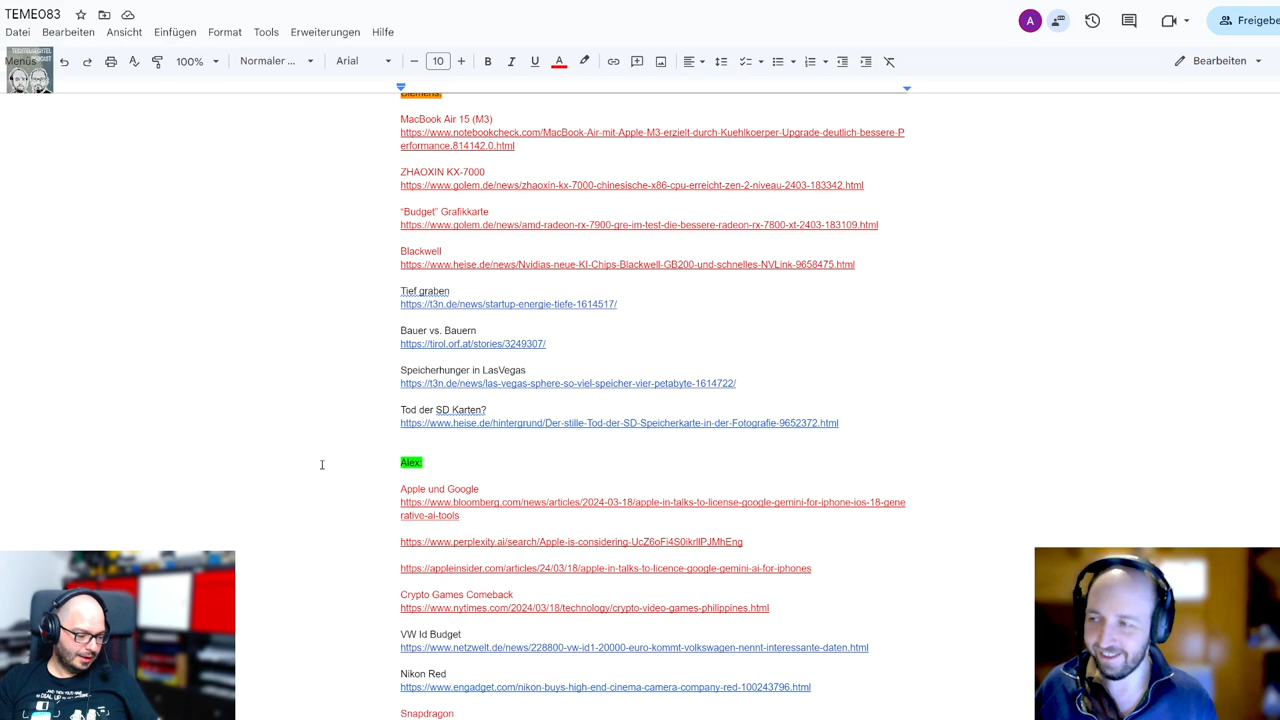 TEME083
Datei Bearbeiten Ansicht Einfügen Format Tools Erweiterungen Hilfe
Freigebe
Menüs
100% Normaler ... Arial 10 Bearbeiten
Clemens:
MacBook Air 15 (M3)
https://www.notebookcheck.com/MacBook-Air-mit-Apple-M3-erzielt-durch-Kuehlkoerper-Upgrade-deutlich-bessere-P
erformance.814142.0.html
ZHAOXIN KX-7000
https://www.golem.de/news/zhaoxin-kx-7000-chinesische-x86-cpu-erreicht-zen-2-niveau-2403-183342.html
“Budget” Grafikkarte
https://www.golem.de/news/amd-radeon-rx-7900-gre-im-test-die-bessere-radeon-rx-7800-xt-2403-183109.html
Blackwell
https://www.heise.de/news/Nvidias-neue-KI-Chips-Blackwell-GB200-und-schnelles-NVLink-9658475.html
Tief graben
https://t3n.de/news/startup-energie-tiefe-1614517/
Bauer vs. Bauern
https://tirol.orf.at/stories/3249307/
Speicherhunger in LasVegas
https://t3n.de/news/las-vegas-sphere-so-viel-speicher-vier-petabyte-1614722/
Tod der SD Karten?
https://www.heise.de/hintergrund/Der-stille-Tod-der-SD-Speicherkarte-in-der-Fotografie-9652372.html
Alex:
Apple und Google
https://www.bloomberg.com/news/articles/2024-03-18/apple-in-talks-to-license-google-gemini-for-iphone-ios-18-gene
rative-ai-tools
https://www.perplexity.ai/search/Apple-is-considering-UcZ6oFi4S0ikrllPJMhEng
https://appleinsider.com/articles/24/03/18/apple-in-talks-to-licence-google-gemini-ai-for-iphones
Crypto Games Comeback
https://www.nytimes.com/2024/03/18/technology/crypto-video-games-philippines.html
VW Id Budget
https://www.netzwelt.de/news/228800-vw-id1-20000-euro-kommt-volkswagen-nennt-interessante-daten.html
Nikon Red
https://www.engadget.com/nikon-buys-high-end-cinema-camera-company-red-100243796.html
Snapdragon